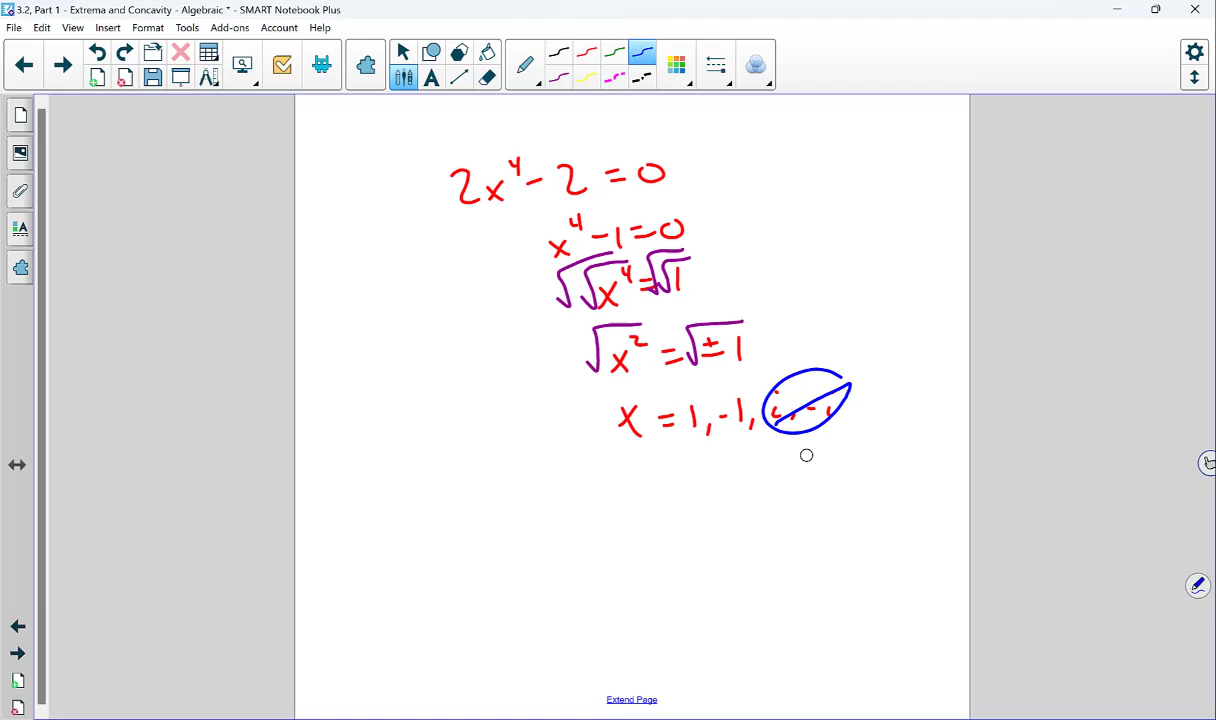 3.2, Part 1 - Extrema and Concavity - Algebraic * - SMART Notebook Plus
File Edit View Insert Format Tools Add-ons Account Help
2x⁴ - 2 = 0
x⁴ - 1 = 0
√√x⁴ = √√1
√x² = √± 1
x = 1, -1, i, -i
Extend Page